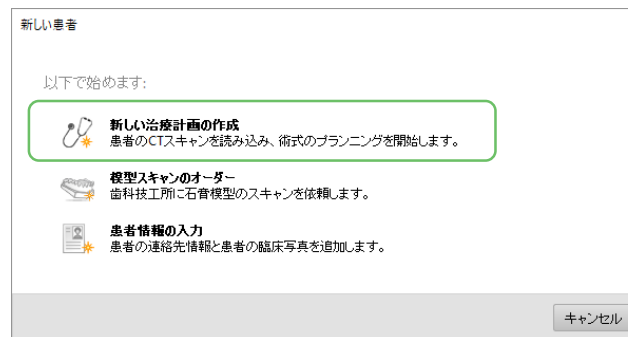 新しい患者
以下で始めます:
新しい治療計画の作成
患者のCTスキャンを読み込み、術式のプランニングを開始します。
模型スキャンのオーダー
歯科技工所に石膏模型のスキャンを依頼します。
患者情報の入力
患者の連絡先情報と患者の臨床写真を追加します。
キャンセル